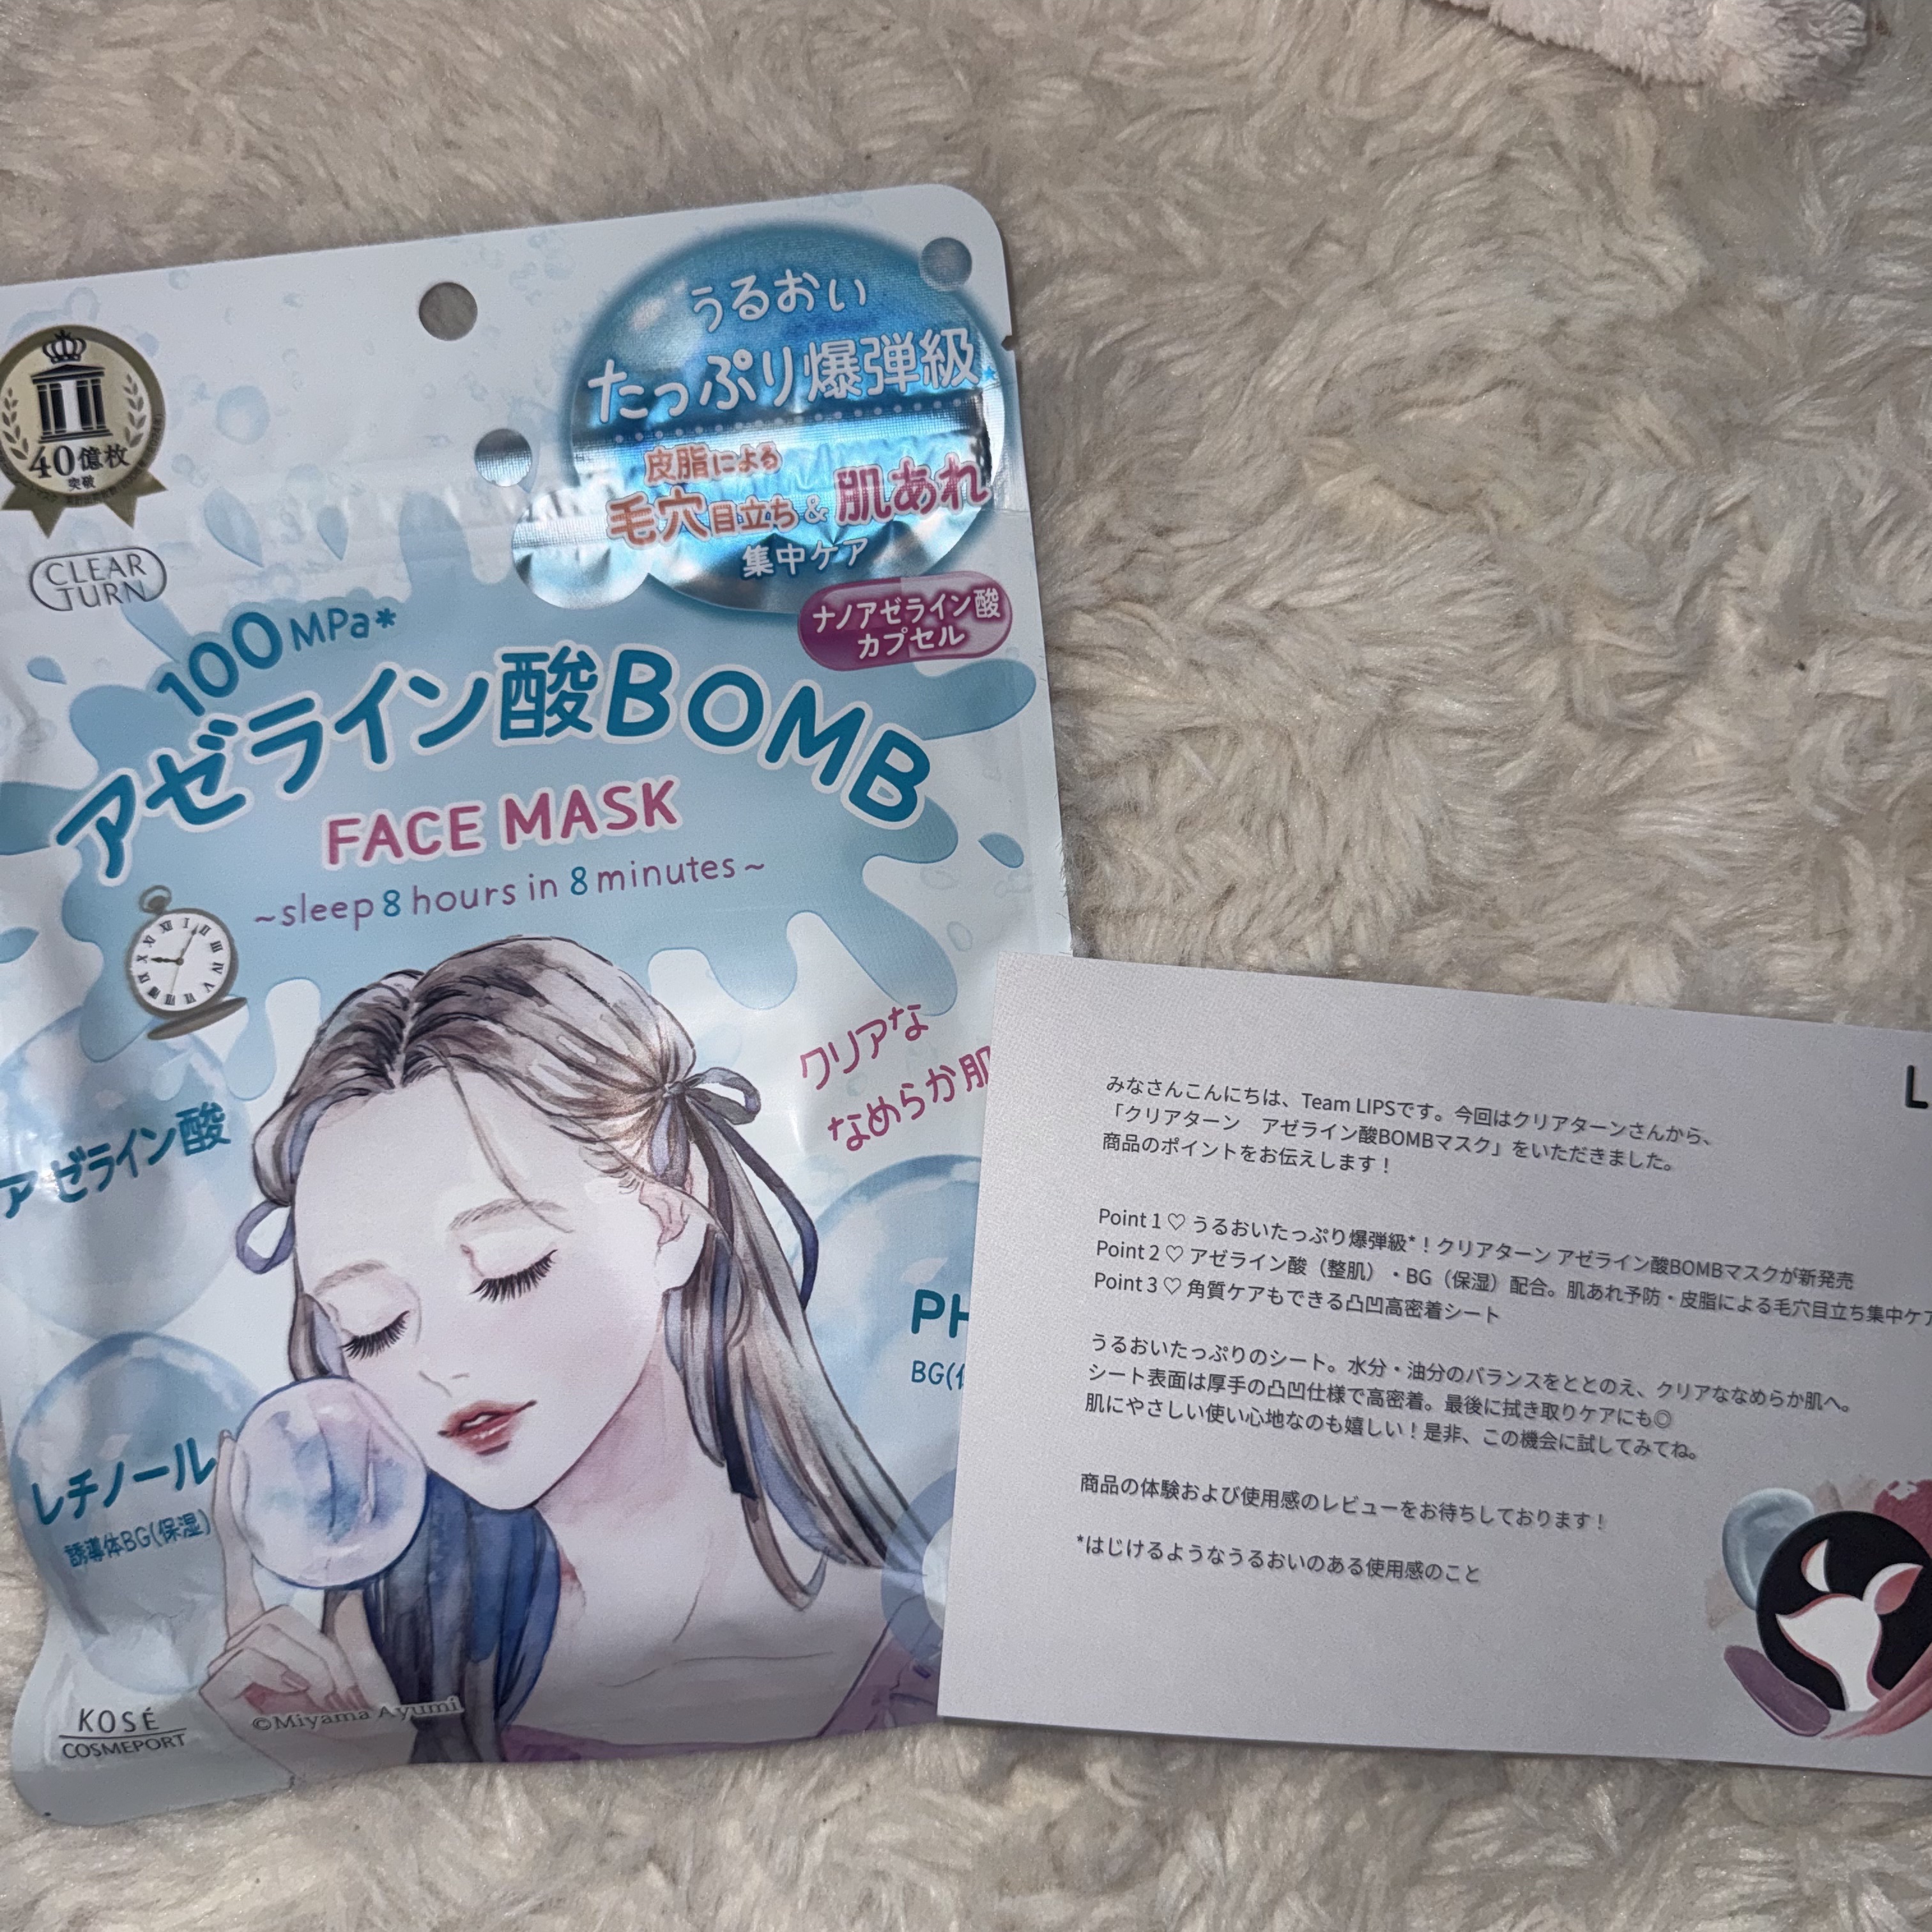 うるおい
たっぷり爆弾級
皮脂による
毛穴目立ち&肌あれ
集中ケア
ナノアゼライン酸
カプセル
40億枚
突破
CLEAR
TURN
100MPa*
アゼライン酸BOMB
FACE MASK
~sleep 8 hours in 8 minutes~
クリアな
なめらか肌
アゼライン酸
レチノール
誘導体BG(保湿)
PH
BG(
©Miyama Ayumi
KOSÉ
COSMEPORT
L
みなさんこんにちは、Team LIPSです。今回はクリアターンさんから、
「クリアターン　アゼライン酸BOMBマスク」をいただきました。
商品のポイントをお伝えします！
Point 1 ♡ うるおいたっぷり爆弾級*！クリアターン アゼライン酸BOMBマスクが新発売
Point 2 ♡ アゼライン酸（整肌）・BG（保湿）配合。肌あれ予防・皮脂による毛穴目立ち集中ケア
Point 3 ♡ 角質ケアもできる凸凹高密着シート
うるおいたっぷりのシート。水分・油分のバランスをととのえ、クリアななめらか肌へ。
シート表面は厚手の凸凹仕様で高密着。最後に拭き取りケアにも◎
肌にやさしい使い心地なのも嬉しい！是非、この機会に試してみてね。
商品の体験および使用感のレビューをお待ちしております！
*はじけるようなうるおいのある使用感のこと